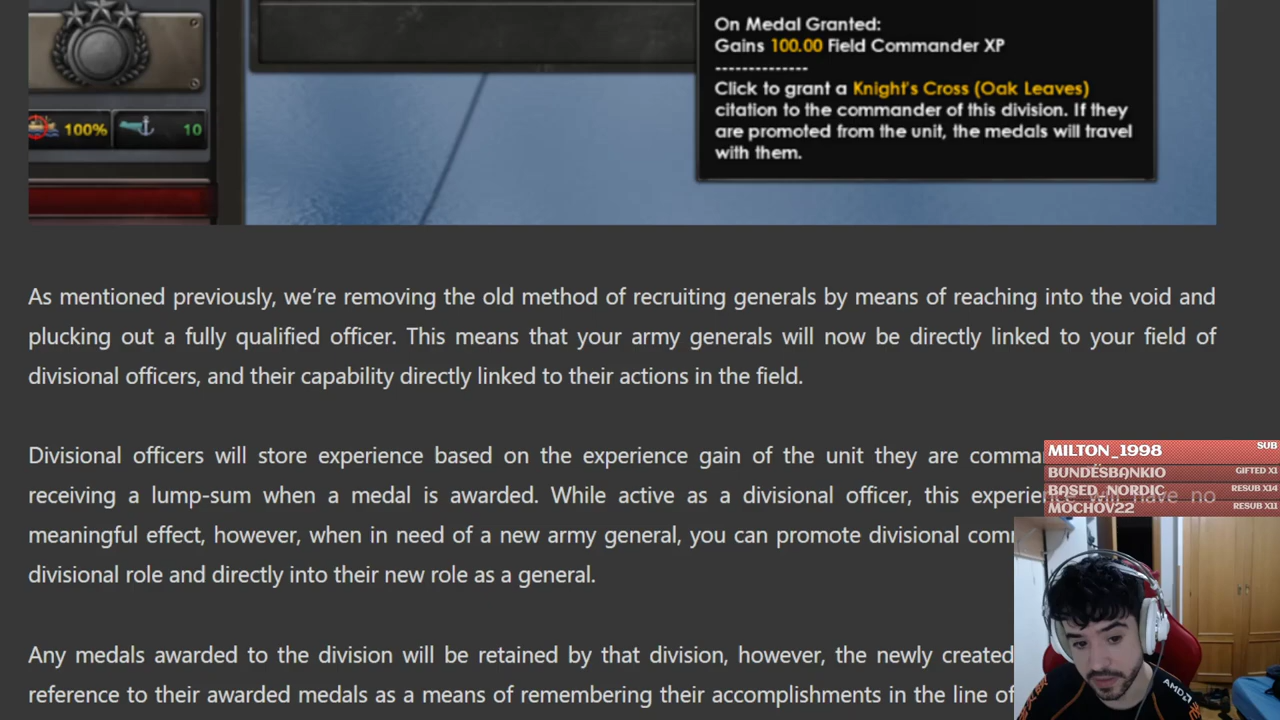 On Medal Granted:
Gains 100.00 Field Commander XP
--------------
Click to grant a Knight's Cross (Oak Leaves)
citation to the commander of this division. If they
are promoted from the unit, the medals will travel
with them.
100%
10
As mentioned previously, we're removing the old method of recruiting generals by means of reaching into the void and
plucking out a fully qualified officer. This means that your army generals will now be directly linked to your field of
divisional officers, and their capability directly linked to their actions in the field.
Divisional officers will store experience based on the experience gain of the unit they are
receiving a lump-sum when a medal is awarded. While active as a divisional officer, this experience will have no
meaningful effect, however, when in need of a new army general, you can promote divisional
divisional role and directly into their new role as a general.
Any medals awarded to the division will be retained by that division, however, the newly created
reference to their awarded medals as a means of remembering their accomplishments in the line of
MILTON_1998 SUB
BUNDËSBANKIO GIFTED X1
BASED_NORDIC RESUB X14
MOCHOV22 RESUB X11
AMD